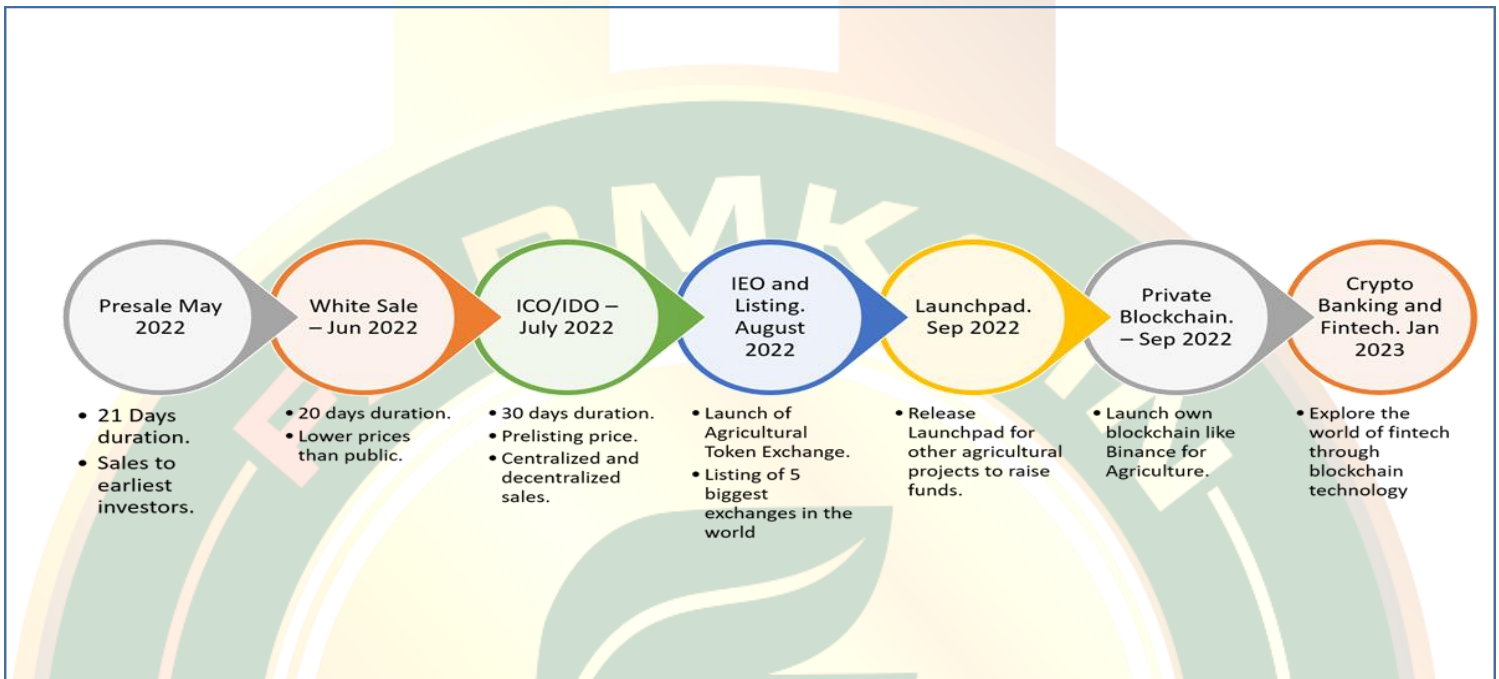 Presale May
2022
White Sale
– Jun 2022
ICO/IDO –
July 2022
IEO and
Listing.
August
2022
Launchpad.
Sep 2022
Private
Blockchain.
– Sep 2022
Crypto
Banking and
Fintech. Jan
2023
• 21 Days
duration.
• Sales to
earliest
investors.
• 20 days duration.
• Lower prices
than public.
• 30 days duration.
• Prelisting price.
• Centralized and
decentralized
sales.
• Launch of
Agricultural
Token Exchange.
• Listing of 5
biggest
exchanges in the
world
• Release
Launchpad for
other agricultural
projects to raise
funds.
• Launch own
blockchain like
Binance for
Agriculture.
• Explore the
world of fintech
through
blockchain
technology